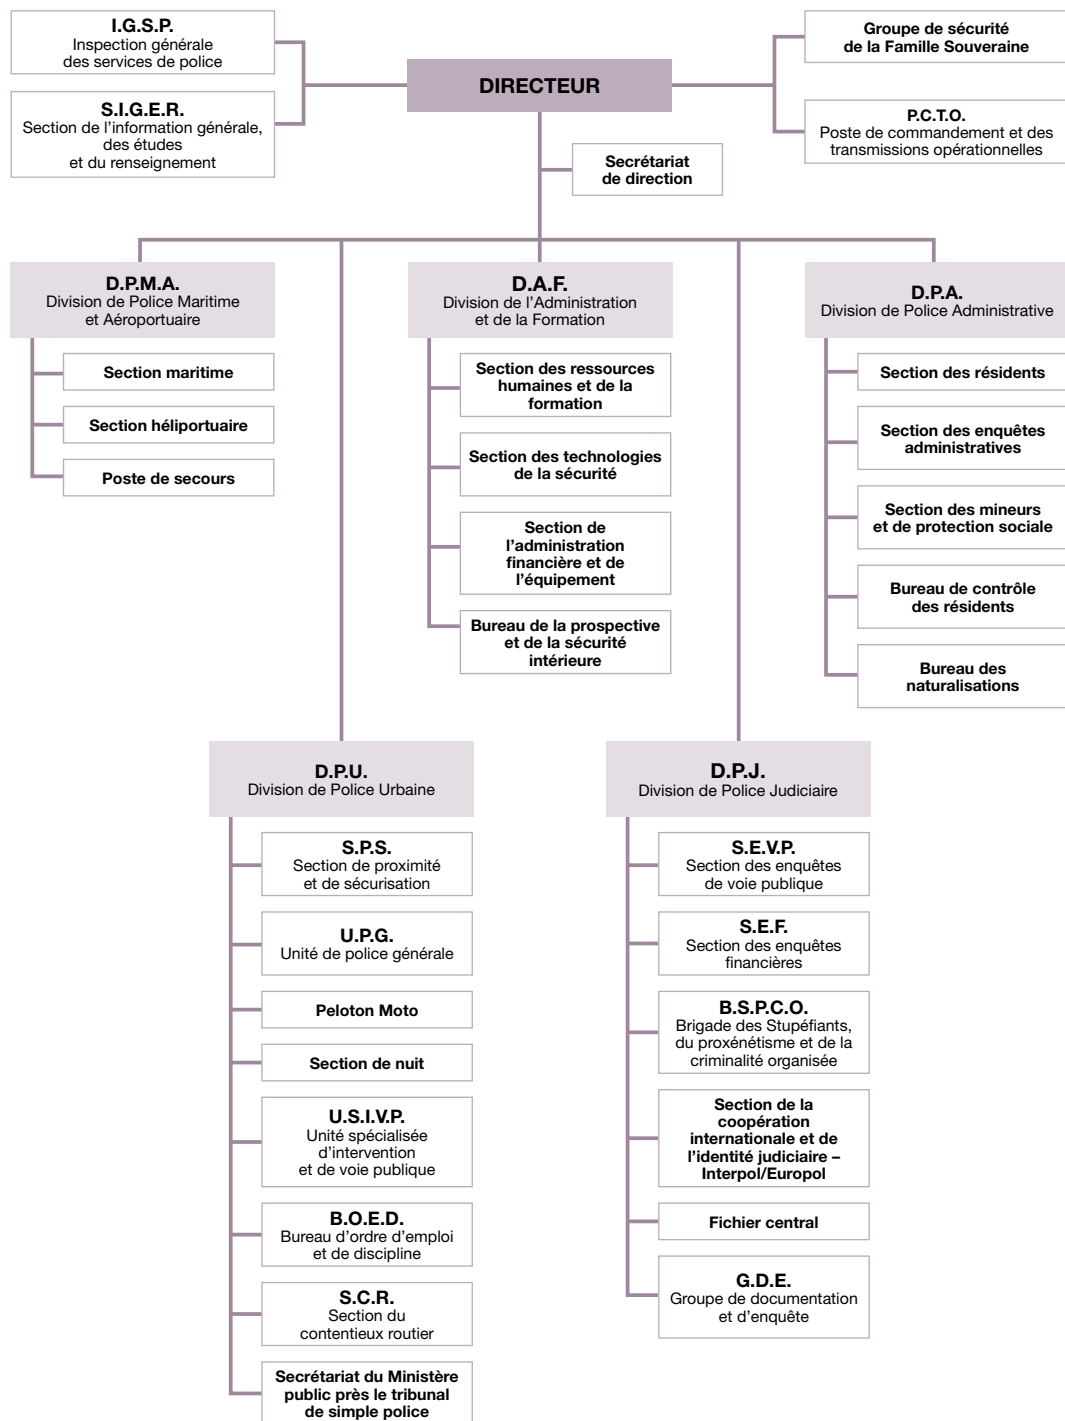 I.G.S.P.
Inspection générale
des services de police
S.I.G.E.R.
Section de l'information générale,
des études
et du renseignement
DIRECTEUR
Groupe de sécurité
de la Famille Souveraine
P.C.T.O.
Poste de commandement et des
transmissions opérationnelles
Secrétariat
de direction
D.P.M.A.
Division de Police Maritime
et Aéroportuaire
Section maritime
Section héliportuaire
Poste de secours
D.A.F.
Division de l'Administration
et de la Formation
Section des ressources
humaines et de la
formation
Section des technologies
de la sécurité
Section de
l'administration
financière et de
l'équipement
Bureau de la prospective
et de la sécurité
intérieure
D.P.A.
Division de Police Administrative
Section des résidents
Section des enquêtes
administratives
Section des mineurs
et de protection sociale
Bureau de contrôle
des résidents
Bureau des
naturalisations
D.P.U.
Division de Police Urbaine
S.P.S.
Section de proximité
et de sécurisation
U.P.G.
Unité de police générale
Peloton Moto
Section de nuit
U.S.I.V.P.
Unité spécialisée
d'intervention
et de voie publique
B.O.E.D.
Bureau d'ordre d'emploi
et de discipline
S.C.R.
Section du
contentieux routier
Secrétariat du Ministère
public près le tribunal
de simple police
D.P.J.
Division de Police Judiciaire
S.E.V.P.
Section des enquêtes
de voie publique
S.E.F.
Section des enquêtes
financières
B.S.P.C.O.
Brigade des Stupéfiants,
du proxénétisme et de la
criminalité organisée
Section de la
coopération
internationale et de
l'identité judiciaire –
Interpol/Europol
Fichier central
G.D.E.
Groupe de documentation
et d'enquête